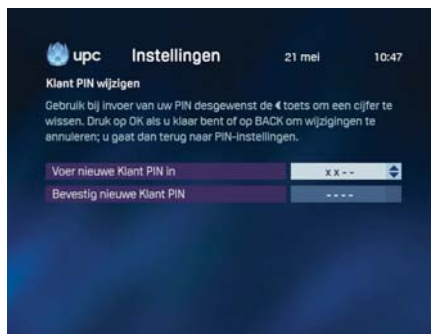 upc Instellingen 21 mei 10:47
Klant PIN wijzigen
Gebruik bij invoer van uw PIN desgewenst de ◀ toets om een cijfer te
wissen. Druk op OK als u klaar bent of op BACK om wijzigingen te
annuleren; u gaat dan terug naar PIN-instellingen.
Voer nieuwe Klant PIN in x x - -
Bevestig nieuwe Klant PIN - - - -